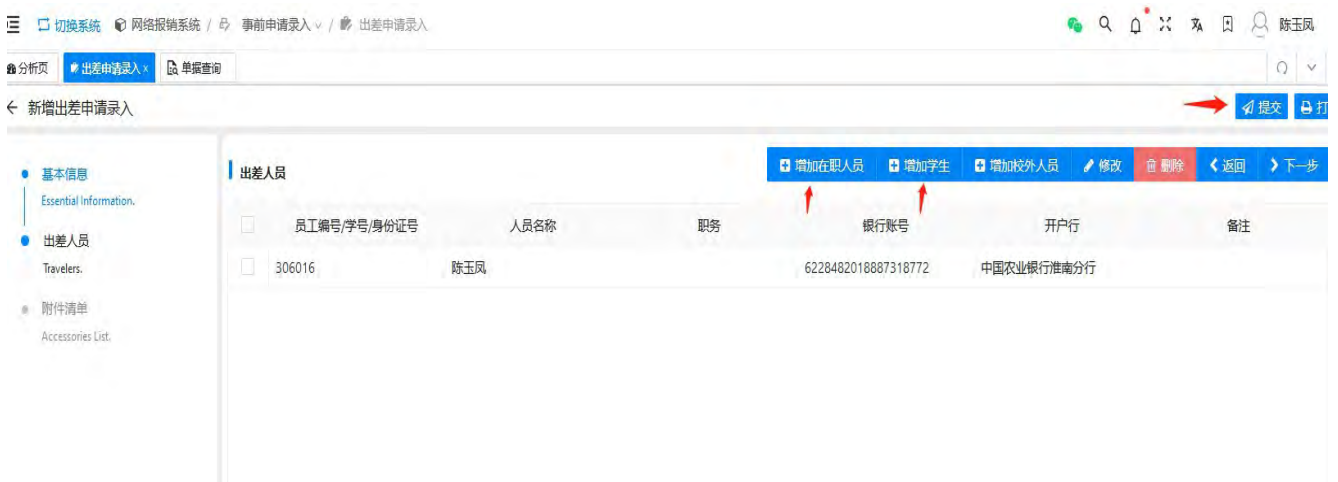 切换系统 网络报销系统 / 事前申请录入 / 出差申请录入 陈玉凤
分析页 出差申请录入 × 单据查询
新增出差申请录入 提交 打
基本信息
Essential Information.
出差人员
Travelers.
附件清单
Accessories List.
出差人员 增加在职人员 增加学生 增加校外人员 修改 删除 返回 下一步
员工编号/学号/身份证号 人员名称 职务 银行账号 开户行 备注
306016 陈玉凤 6228482018887318772 中国农业银行淮南分行